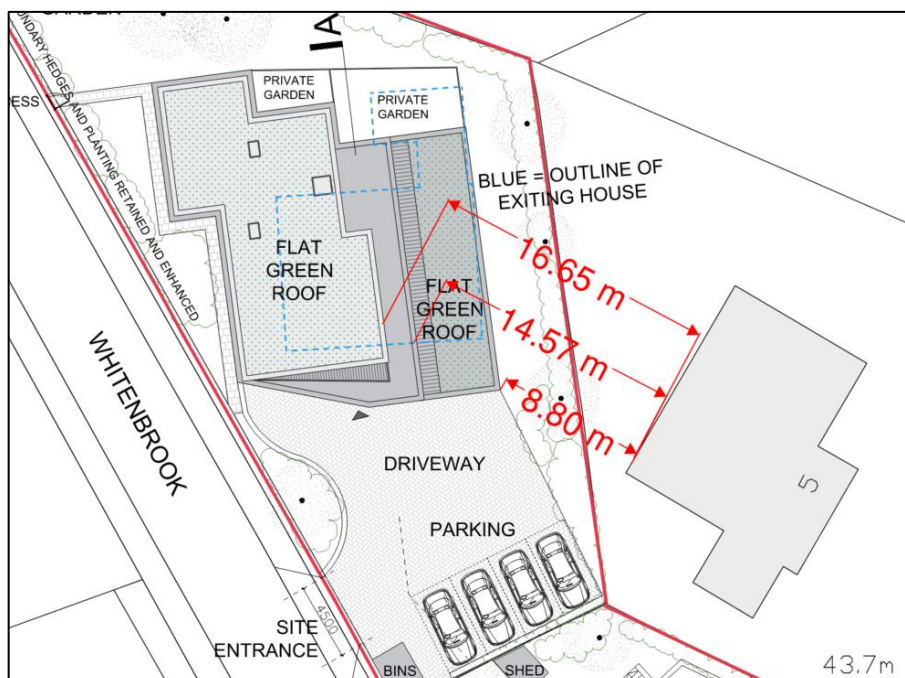 BOUNDARY HEDGES AND PLANTING RETAINED AND ENHANCED
PRIVATE
GARDEN
PRIVATE
GARDEN
BLUE = OUTLINE OF
EXITING HOUSE
16.65 m
FLAT
GREEN
ROOF
FLAT
GREEN
ROOF
14.57 m
8.80 m
WHITENBROOK
DRIVEWAY
5
PARKING
4500
SITE
ENTRANCE
BINS
SHED
43.7m